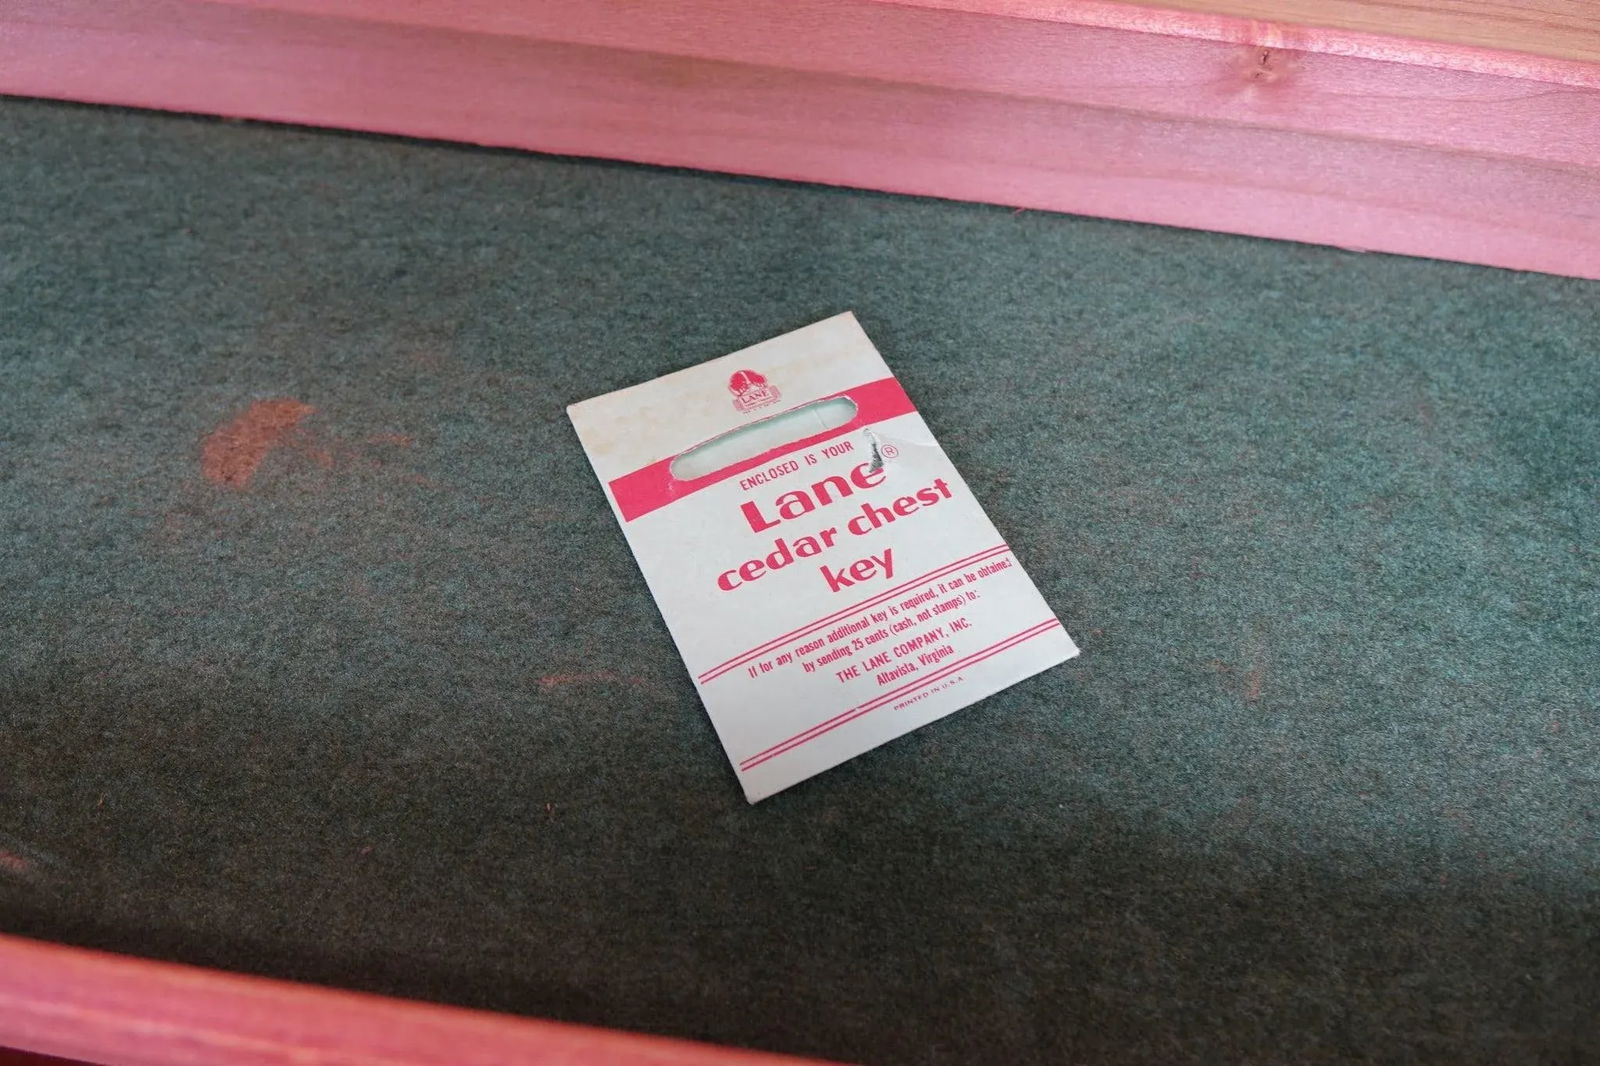 LANE
ENCLOSED IS YOUR
Lane®
cedar chest
key
If for any reason additional key is required, it can be obtained
by sending 25 cents (cash, not stamps) to:
THE LANE COMPANY, INC.
Altavista, Virginia
PRINTED IN U.S.A